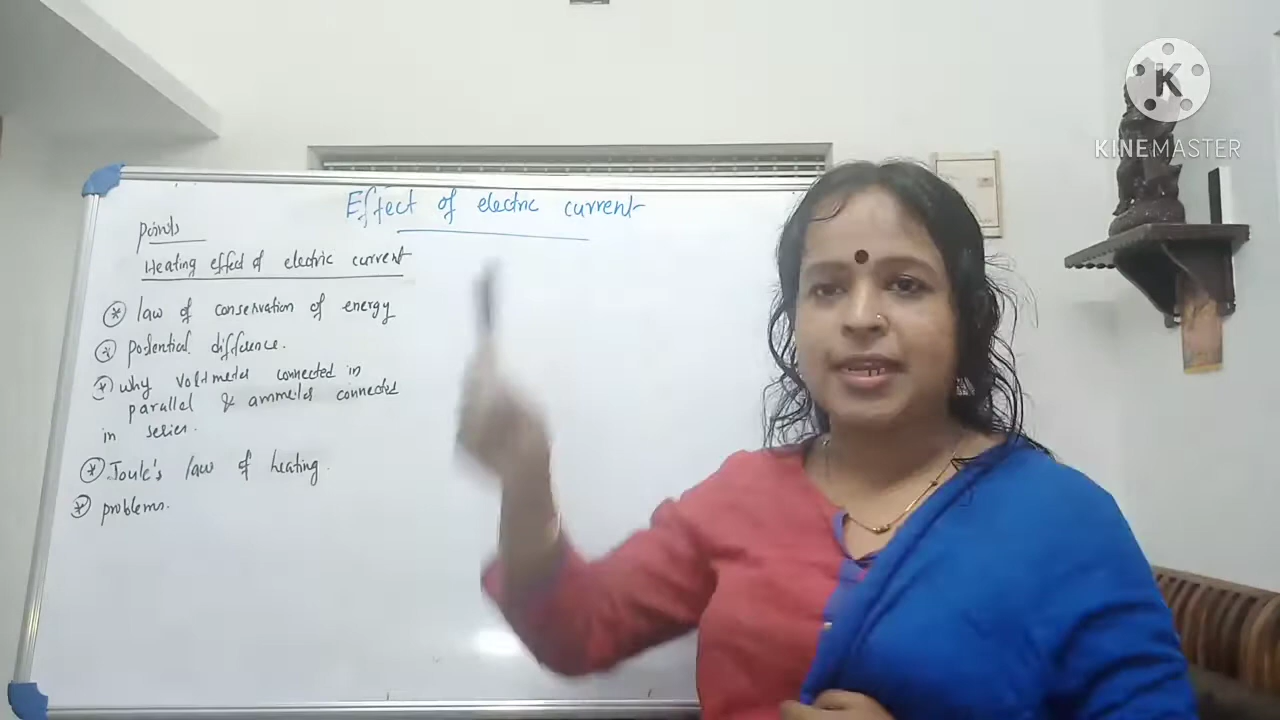 Effect of electric current
points
Heating effect of electric current
law of conservation of energy
potential difference.
why voltmeter connected in
parallel & ammeter connected
in series.
Joule's law of heating.
problems.
K
KINEMASTER